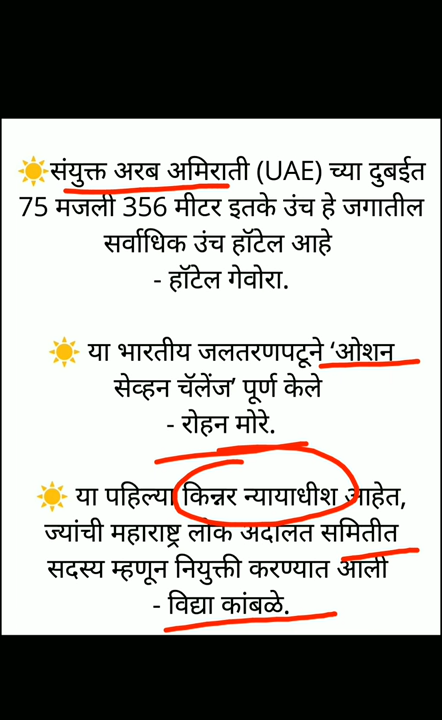 ☀️संयुक्त अरब अमिराती (UAE) च्या दुबईत
75 मजली 356 मीटर इतके उंच हे जगातील
सर्वाधिक उंच हॉटेल आहे
- हॉटेल गेवोरा.
☀️ या भारतीय जलतरणपटूने ‘ओशन
सेव्हन चॅलेंज’ पूर्ण केले
- रोहन मोरे.
☀️ या पहिल्या किन्नर न्यायाधीश आहेत,
ज्यांची महाराष्ट्र लोक अदालत समितीत
सदस्य म्हणून नियुक्ती करण्यात आली
- विद्या कांबळे.